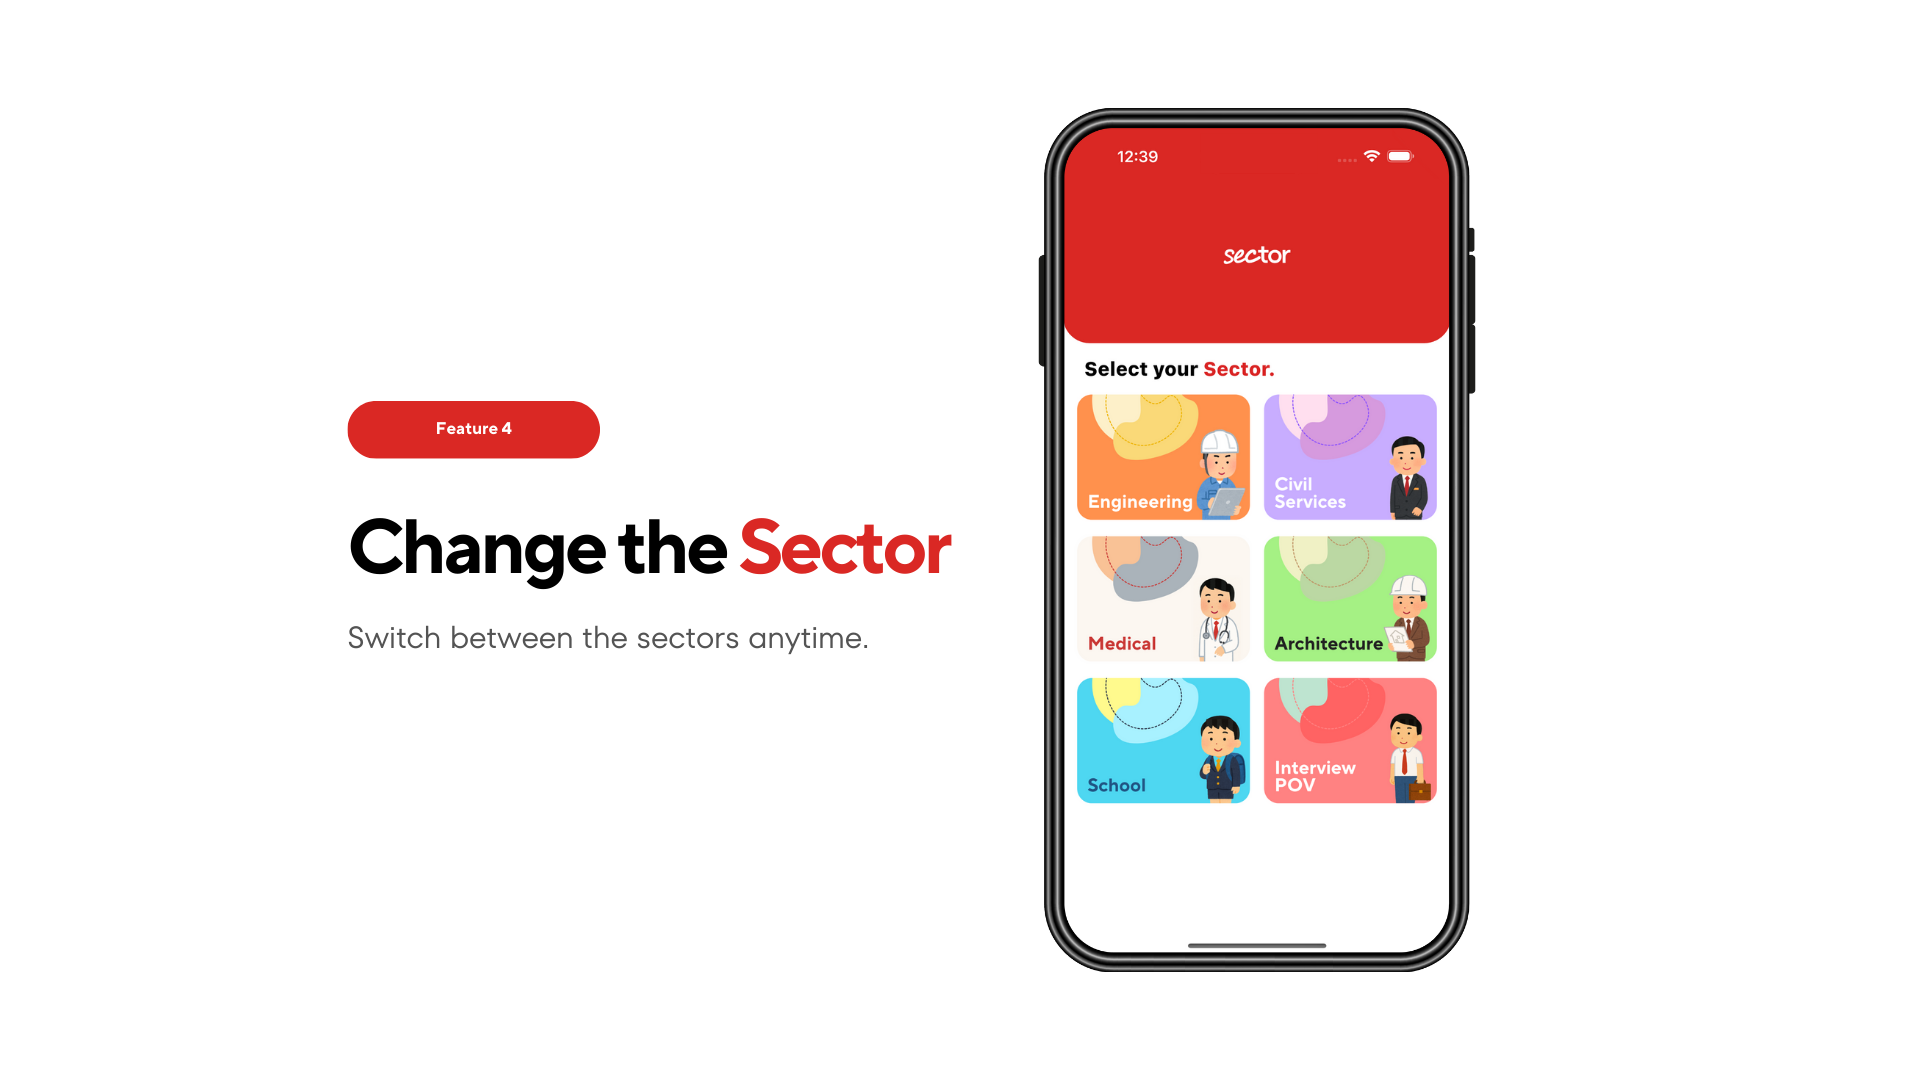 Feature 4
Change the Sector
Switch between the sectors anytime.
12:39
sector
Select your Sector.
Engineering
Civil
Services
Medical
Architecture
School
Interview
POV